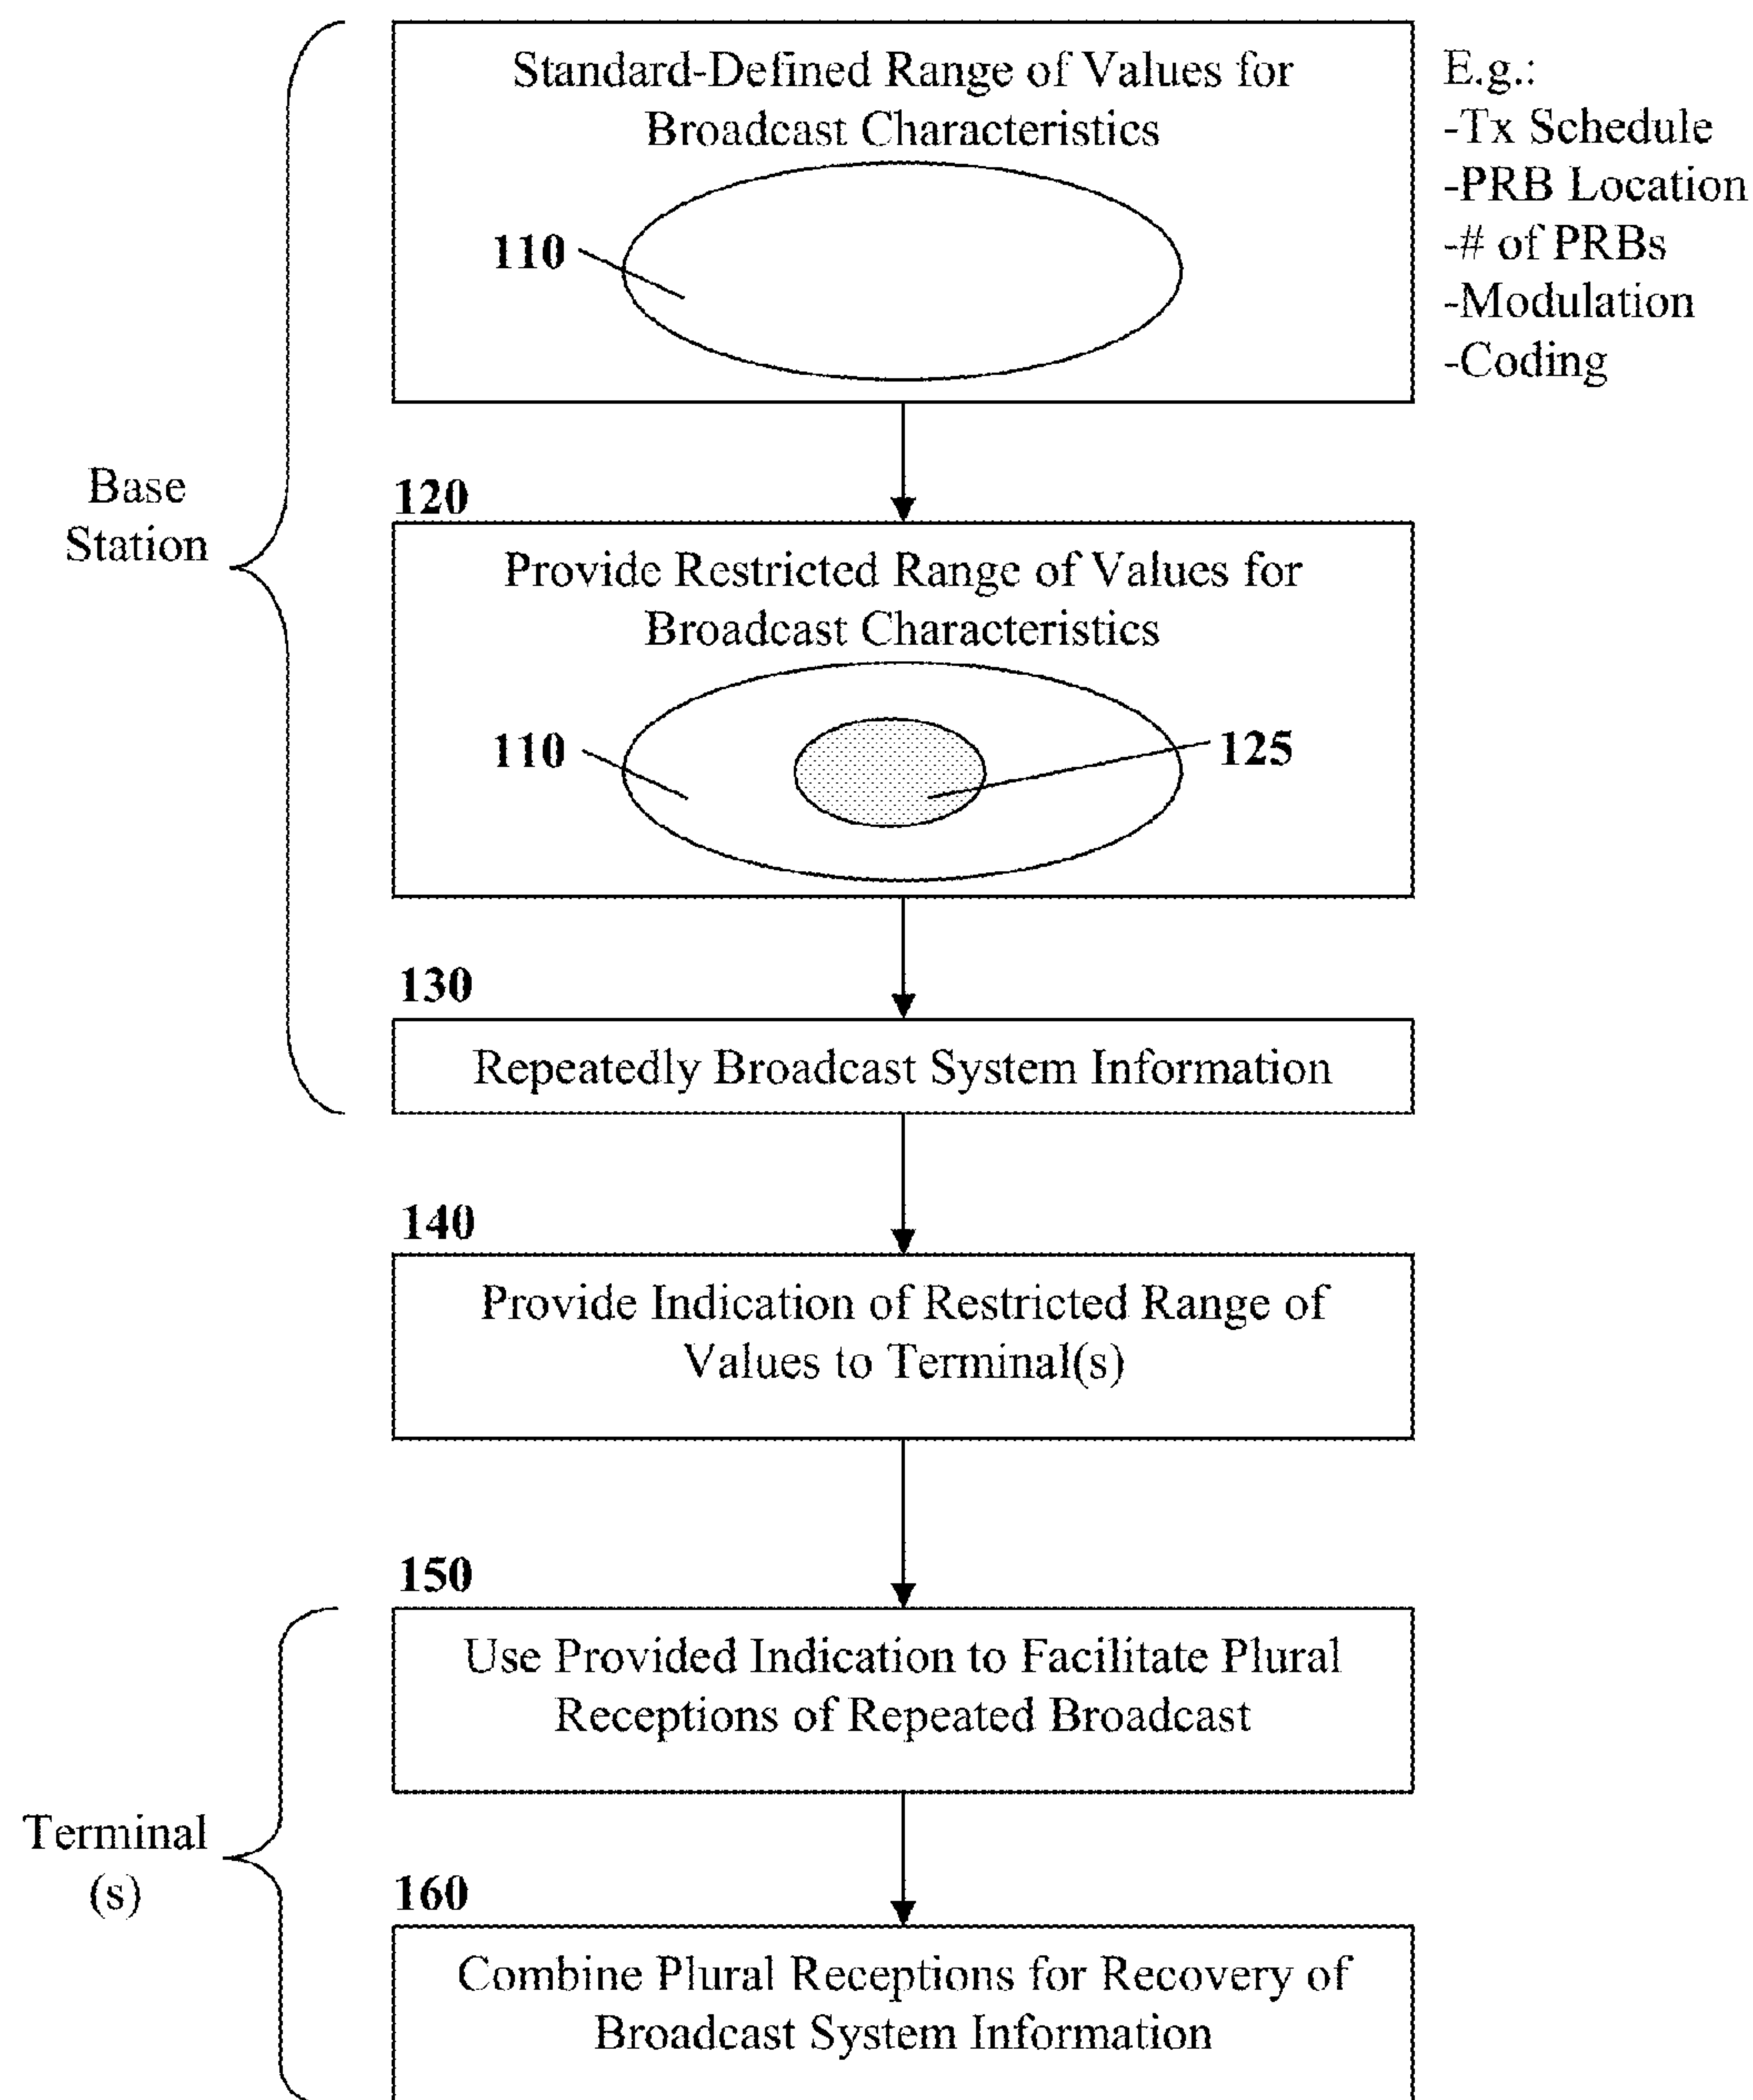 Standard-Defined Range of Values for
Broadcast Characteristics
110
E.g.:
-Tx Schedule
-PRB Location
-# of PRBs
-Modulation
-Coding
Base
Station
120
Provide Restricted Range of Values for
Broadcast Characteristics
110
125
130
Repeatedly Broadcast System Information
140
Provide Indication of Restricted Range of
Values to Terminal(s)
150
Use Provided Indication to Facilitate Plural
Receptions of Repeated Broadcast
Terminal
(s)
160
Combine Plural Receptions for Recovery of
Broadcast System Information